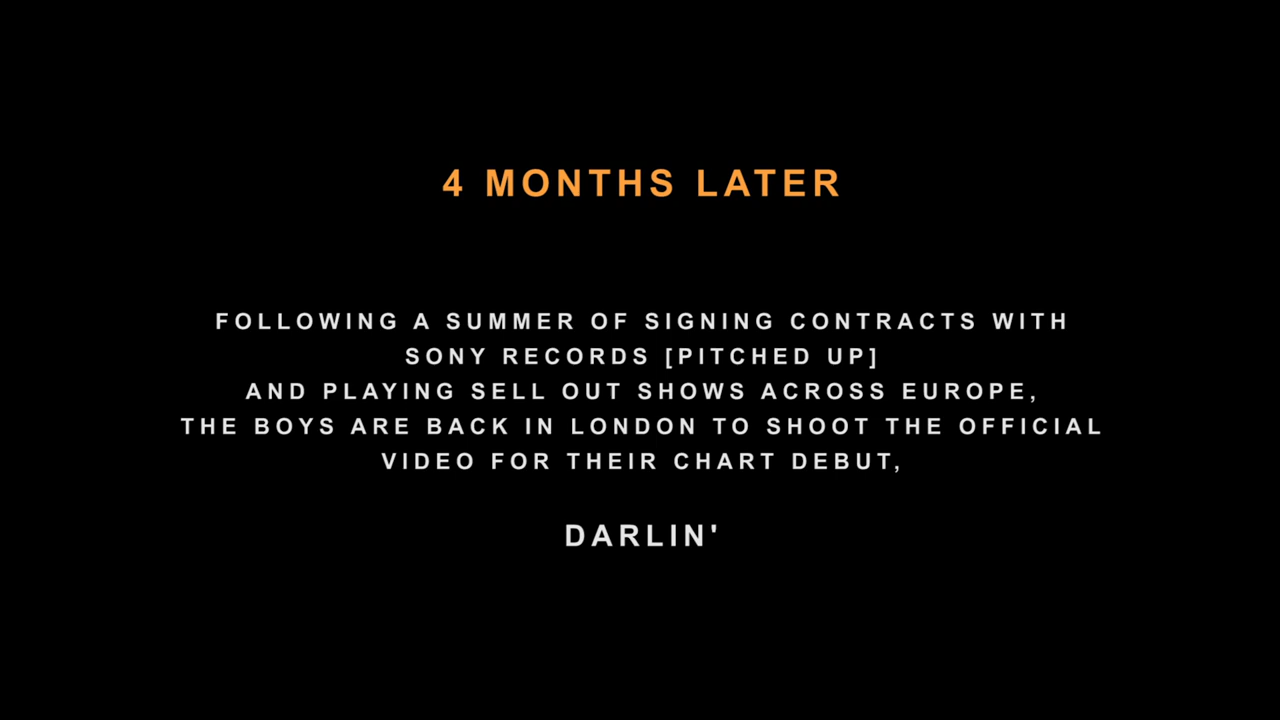 4 MONTHS LATER
FOLLOWING A SUMMER OF SIGNING CONTRACTS WITH
SONY RECORDS [PITCHED UP]
AND PLAYING SELL OUT SHOWS ACROSS EUROPE,
THE BOYS ARE BACK IN LONDON TO SHOOT THE OFFICIAL
VIDEO FOR THEIR CHART DEBUT,
DARLIN'